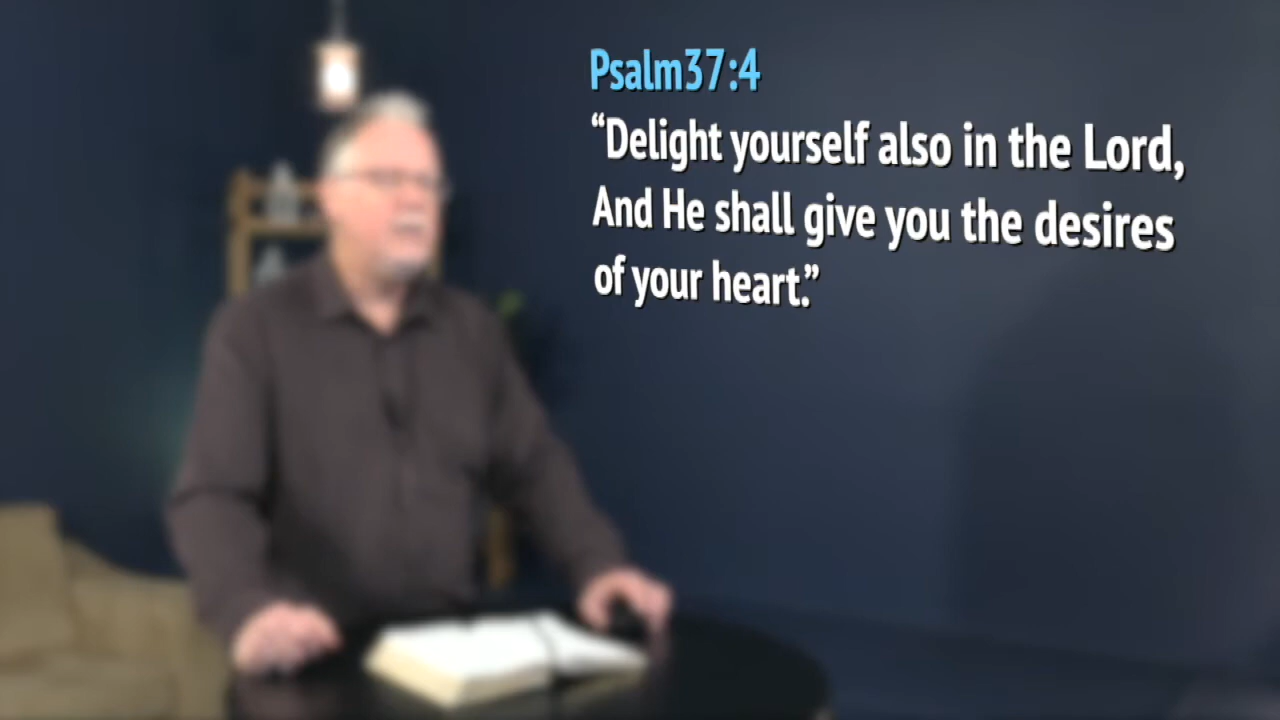 Psalm37:4
“Delight yourself also in the Lord,
And He shall give you the desires
of your heart.”